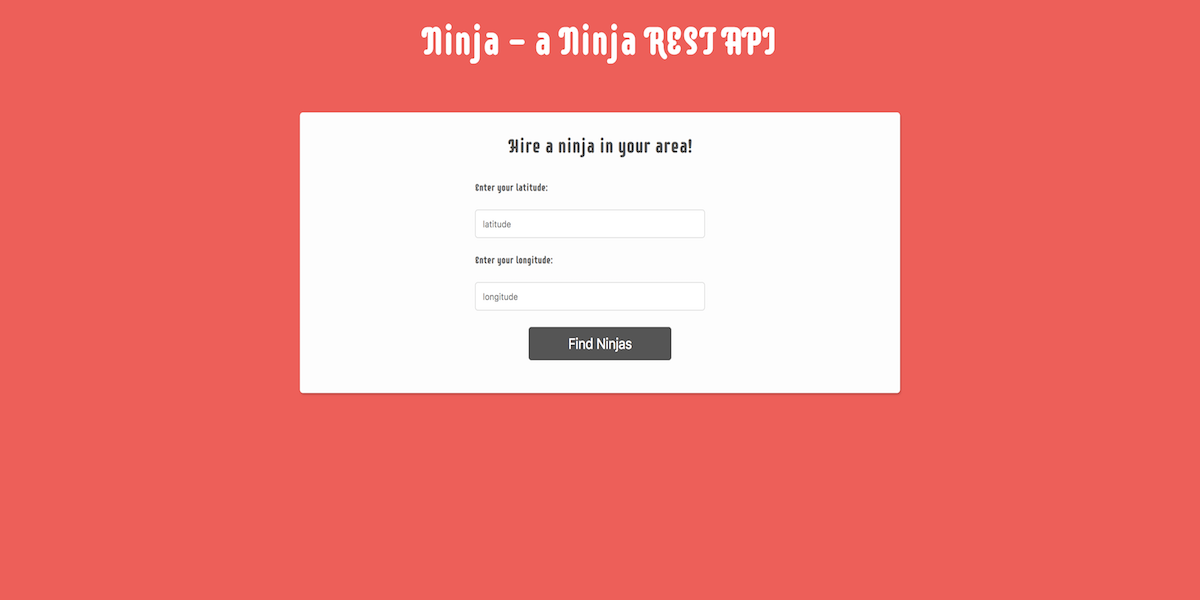 Ninja - a Ninja REST API
Hire a ninja in your area!
Enter your latitude:
latitude
Enter your longitude:
longitude
Find Ninjas